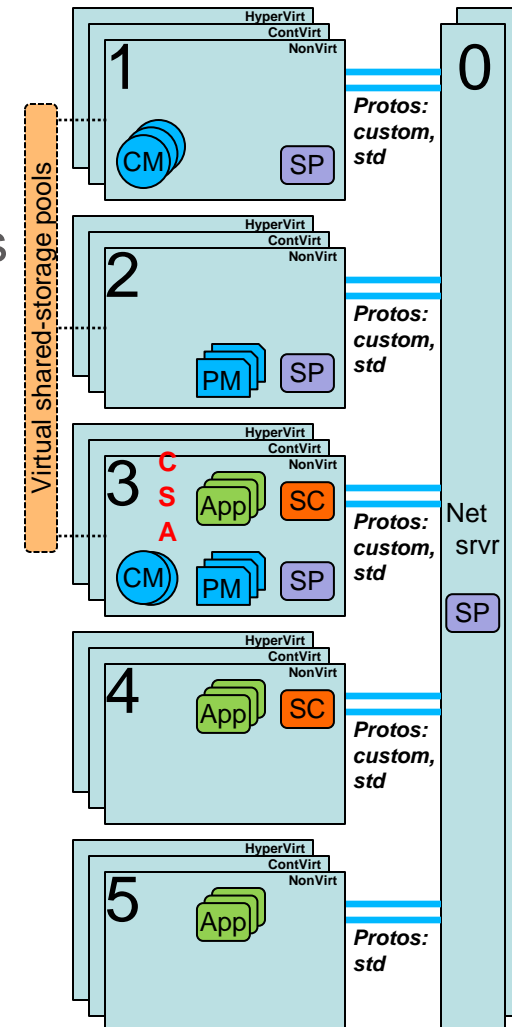 s
Virtual shared-storage pools
HyperVirt
ContVirt
NonVirt
1
CM
SP
Protos:
custom,
std
0
Net
srvr
SP
HyperVirt
ContVirt
NonVirt
2
PM
SP
Protos:
custom,
std
HyperVirt
ContVirt
NonVirt
3
C
S
A
App
SC
CM
PM
SP
Protos:
custom,
std
HyperVirt
ContVirt
NonVirt
4
App
SC
Protos:
custom,
std
HyperVirt
ContVirt
NonVirt
5
App
Protos:
std